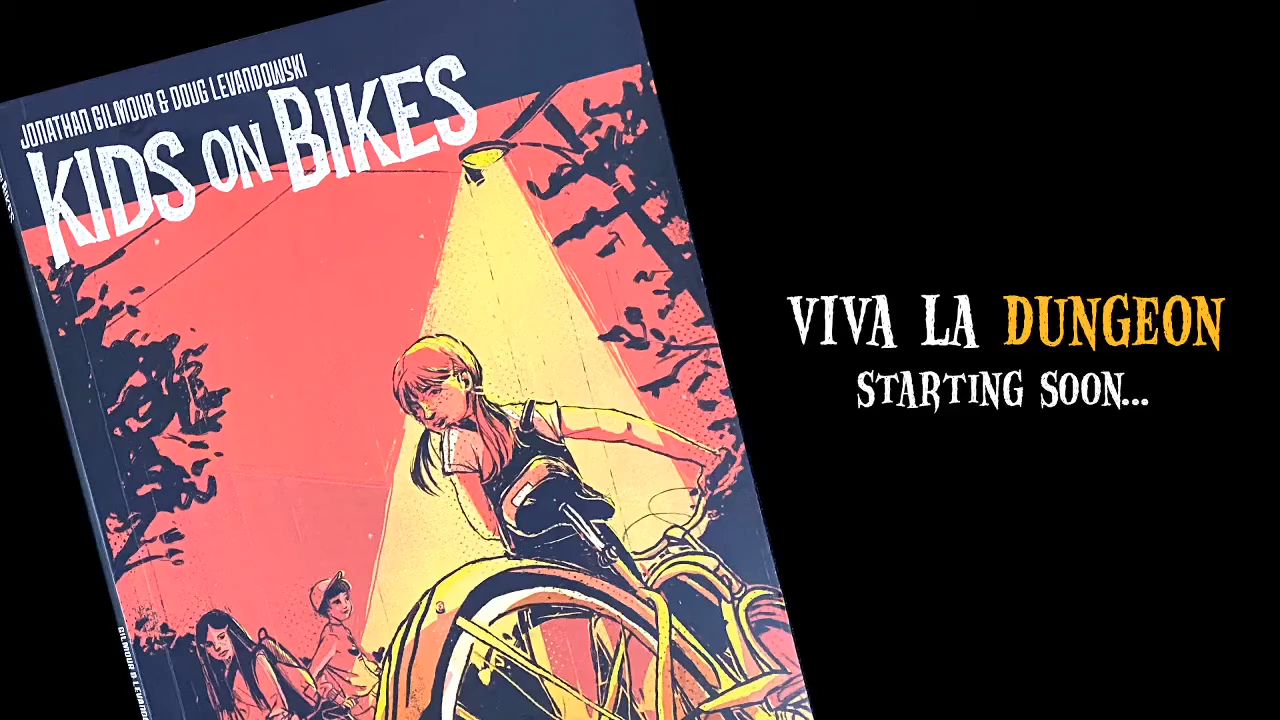 JONATHAN GILMOUR & DOUG LEVANDOWSKI
KIDS ON BIKES
VIVA LA DUNGEON
STARTING SOON...